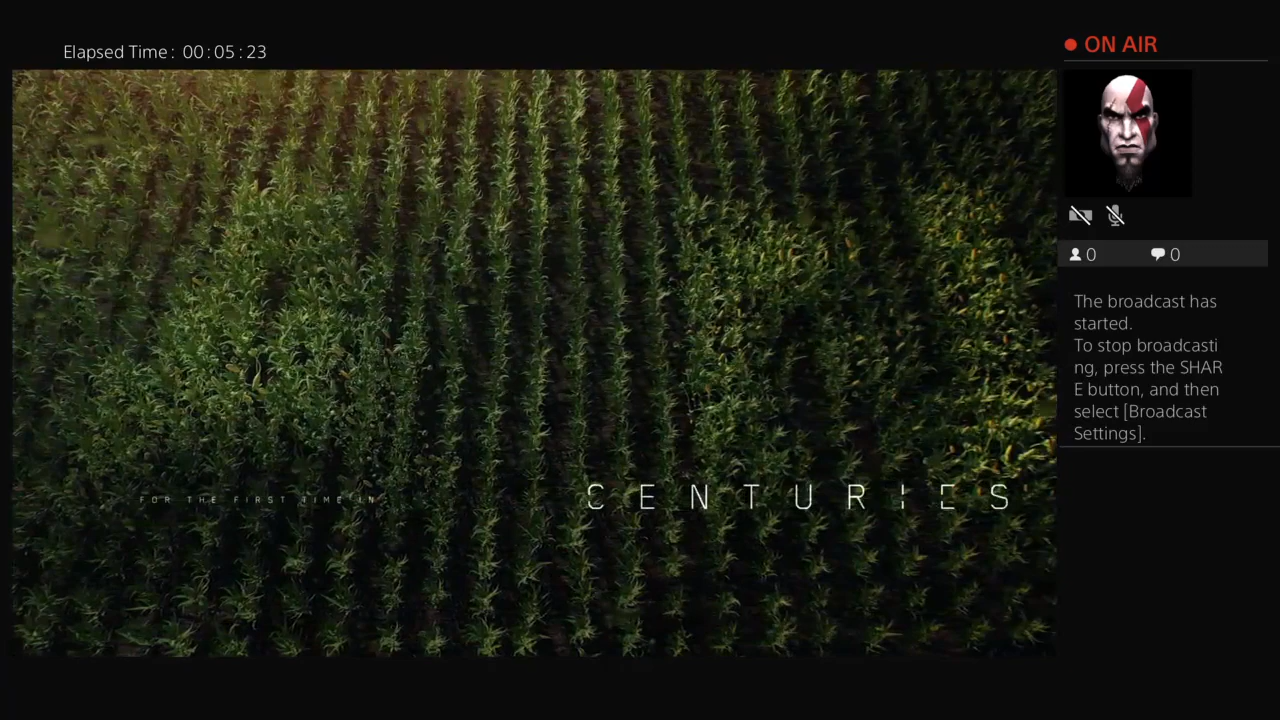 Elapsed Time: 00:05:23
ON AIR
0
0
The broadcast has
started.
To stop broadcasti
ng, press the SHAR
E button, and then
select [Broadcast
Settings].
FOR THE FIRST TIME IN
CENTURIES